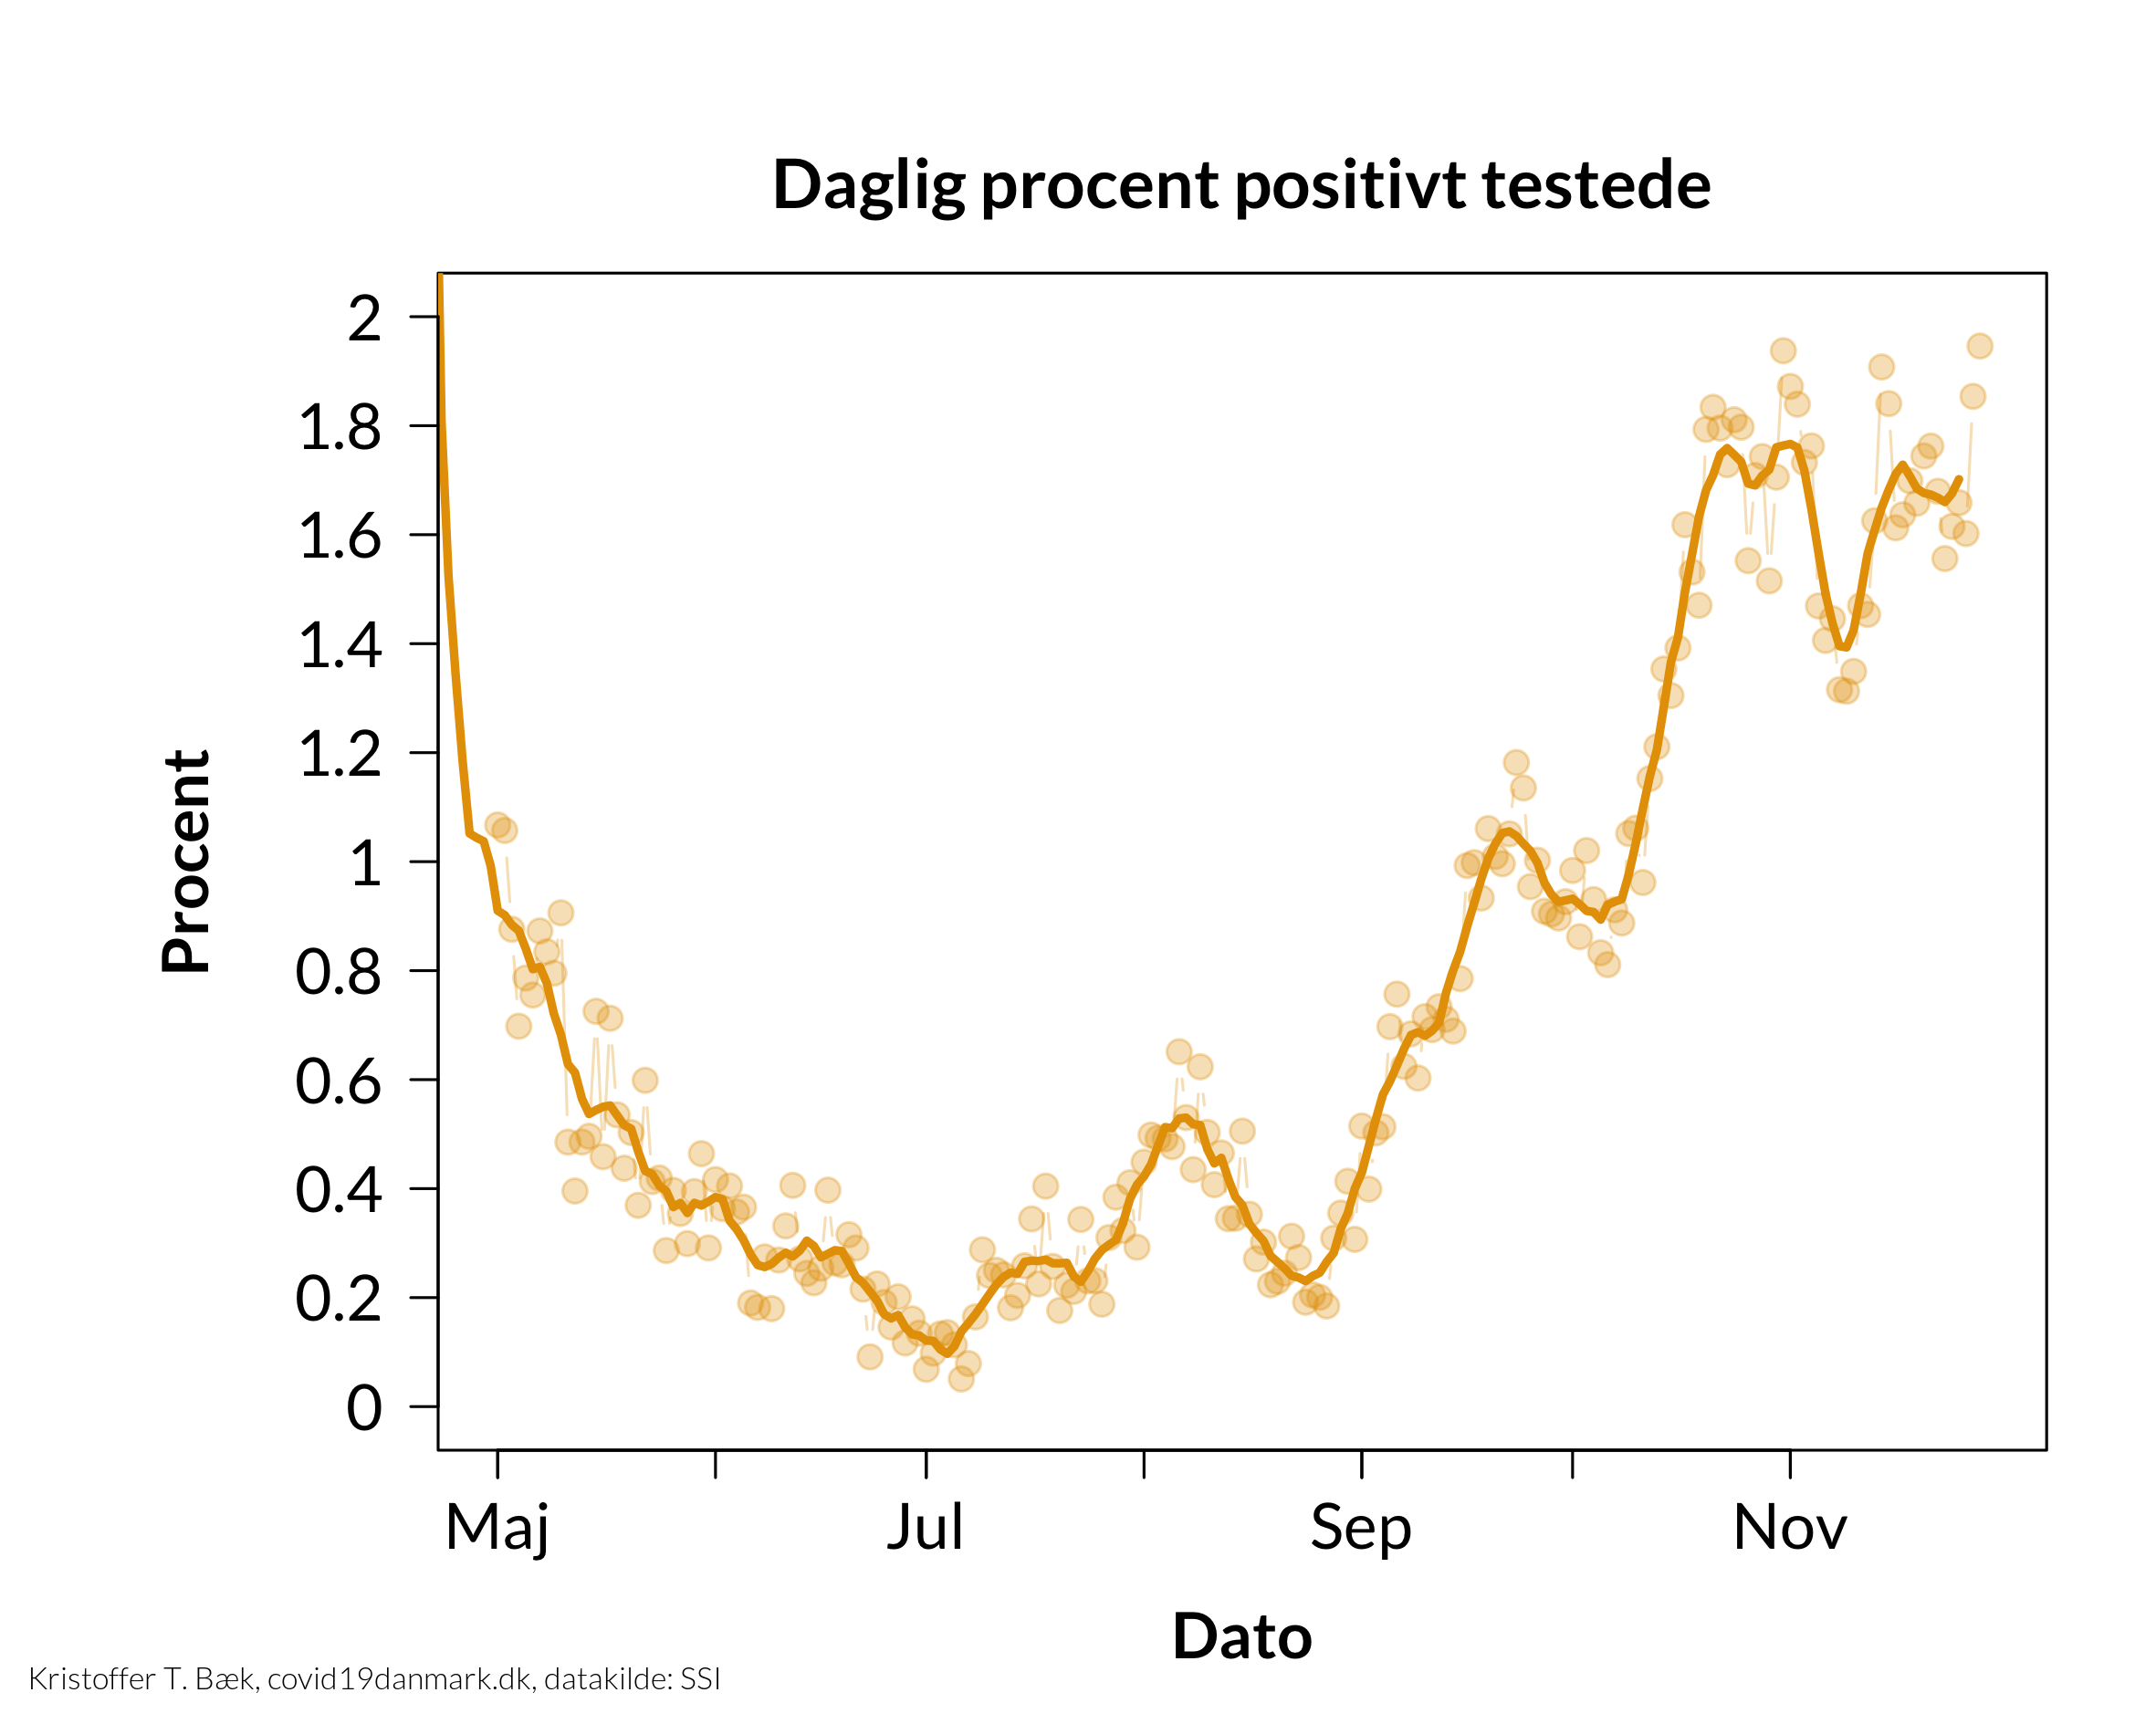 Daglig procent positivt testede
2
1.8
1.6
1.4
1.2
1
0.8
0.6
0.4
0.2
0
Procent
Maj Jul Sep Nov
Dato
Kristoffer T. Bæk, covid19danmark.dk, datakilde: SSI